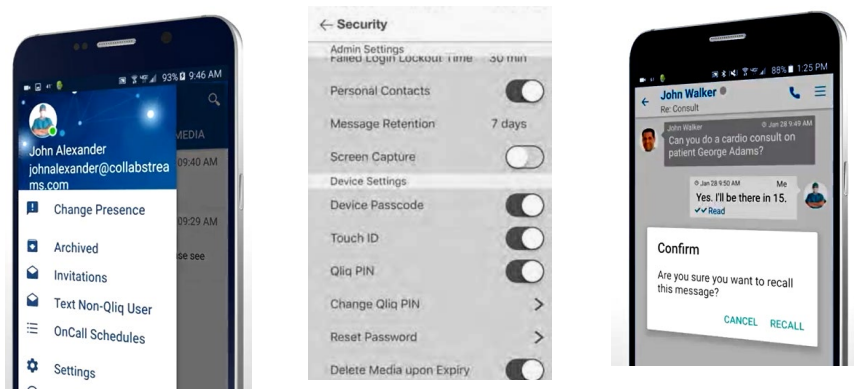 93% 9:46 AM
MEDIA
John Alexander
johnalexander@collabstrea
ms.com
09:40 AM
Change Presence
09:29 AM
Archived
se see
Invitations
Text Non-Qliq User
OnCall Schedules
Settings
Security
Admin Settings
Failed Login Lockout Time 30 min
Personal Contacts
Message Retention 7 days
Screen Capture
Device Settings
Device Passcode
Touch ID
Qliq PIN
Change Qliq PIN
Reset Password
Delete Media upon Expiry
88% 1:25 PM
John Walker
Re: Consult
John Walker Jan 28 9:49 AM
Can you do a cardio consult on
patient George Adams?
Jan 28 9:50 AM Me
Yes. I'll be there in 15.
Read
Confirm
Are you sure you want to recall
this message?
CANCEL RECALL